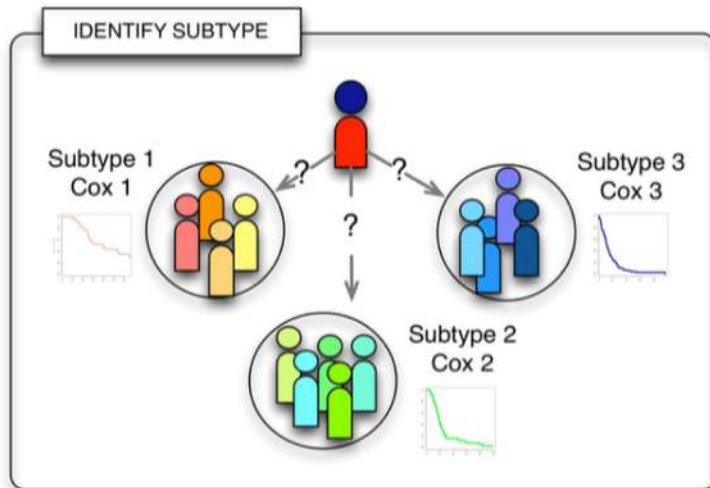 IDENTIFY SUBTYPE
Subtype 1
Cox 1
?
?
?
Subtype 3
Cox 3
Subtype 2
Cox 2